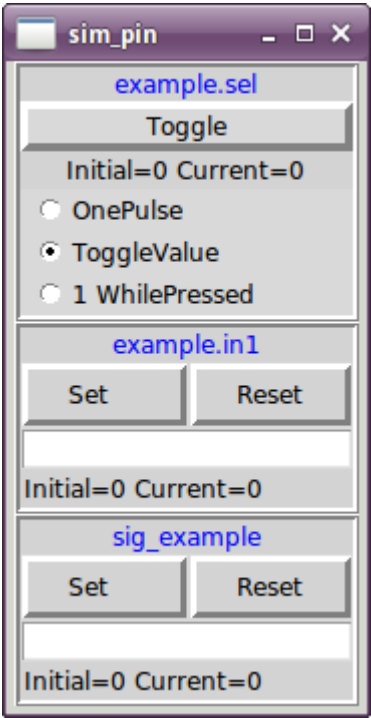 sim_pin
example.sel
Toggle
Initial=0 Current=0
OnePulse
ToggleValue
1 WhilePressed
example.in1
Set Reset
Initial=0 Current=0
sig_example
Set Reset
Initial=0 Current=0